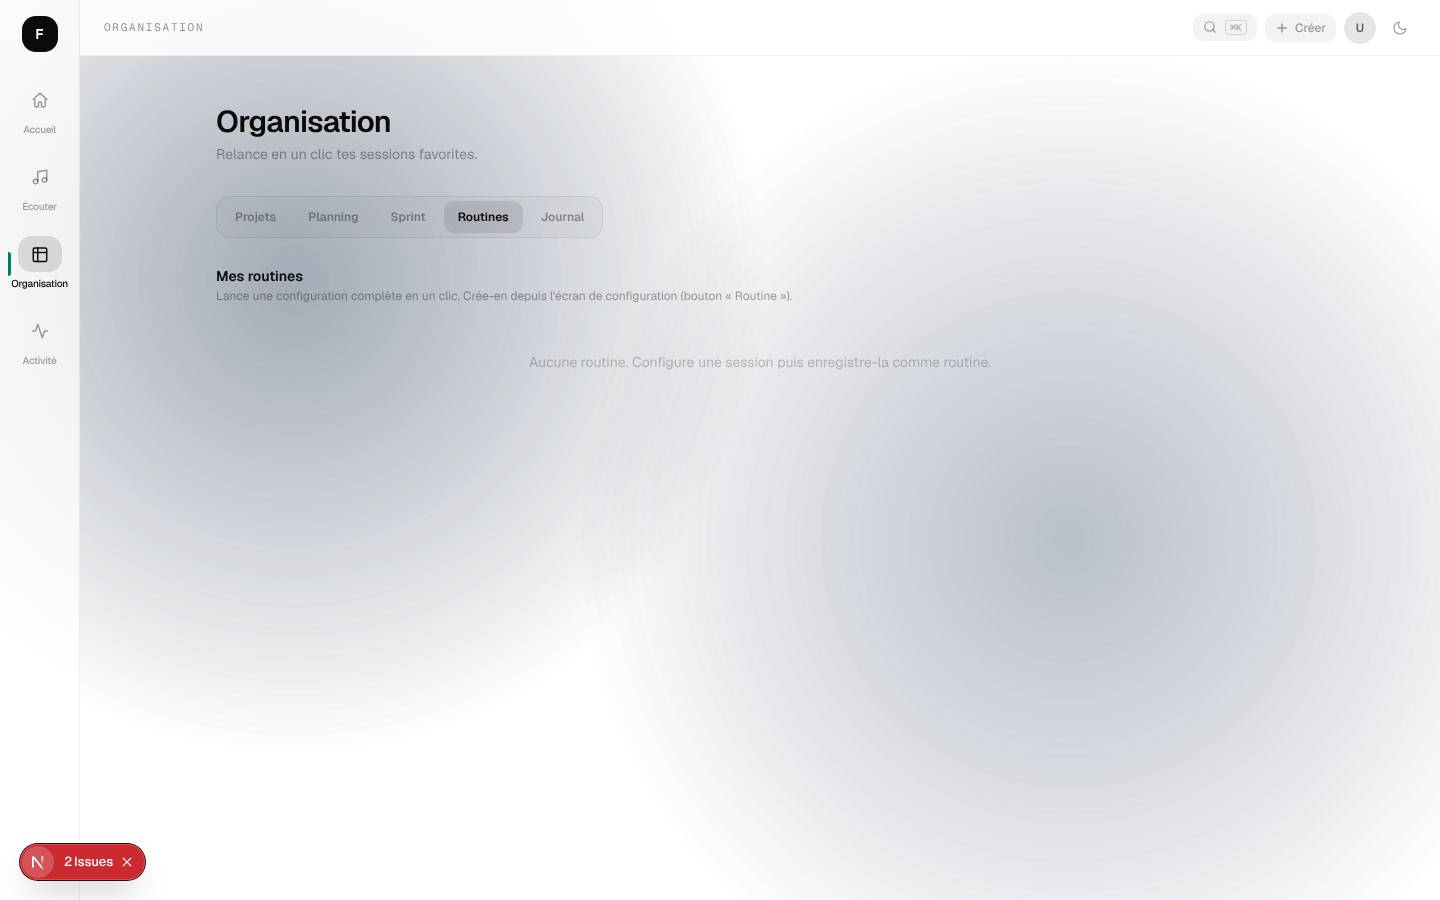 F
ORGANISATION
⌘K
Créer
U
Accueil
Écouter
Organisation
Activité
Organisation
Relance en un clic tes sessions favorites.
Projets
Planning
Sprint
Routines
Journal
Mes routines
Lance une configuration complète en un clic. Crée-en depuis l'écran de configuration (bouton « Routine »).
Aucune routine. Configure une session puis enregistre-la comme routine.
N
2 Issues